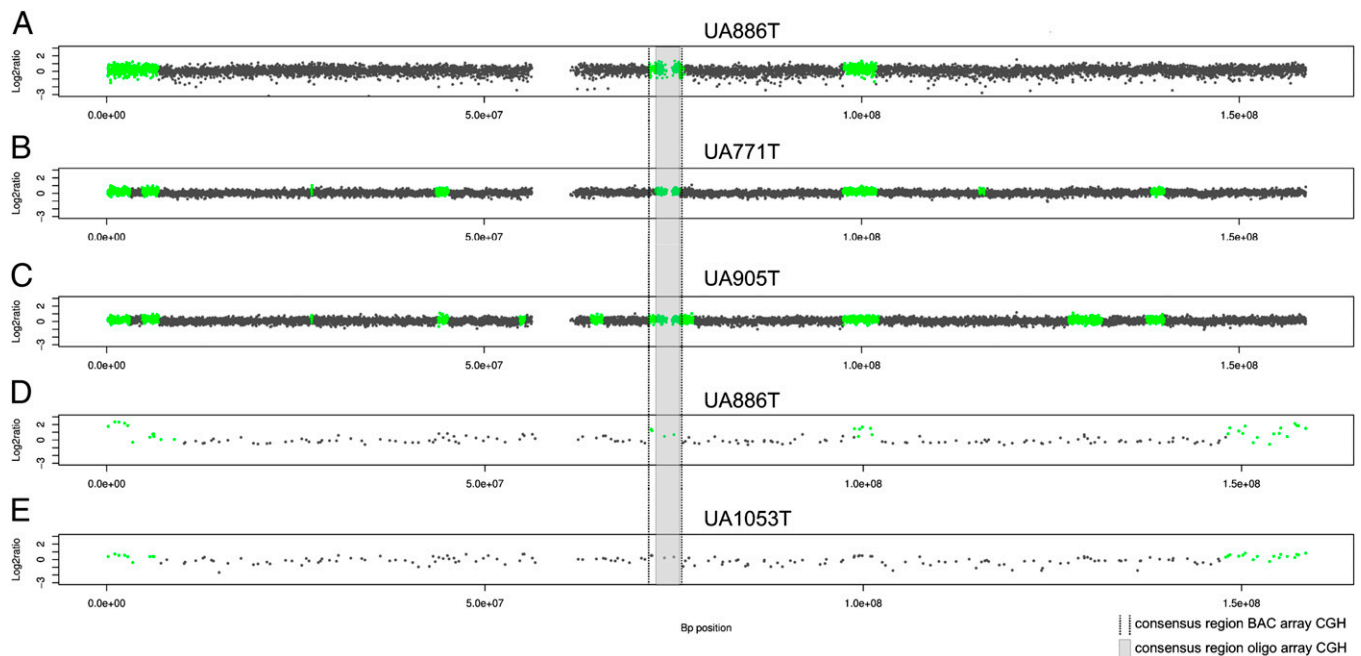 A
UA886T
Log2ratio
2
0
−3
0.0e+00 5.0e+07 1.0e+08 1.5e+08
B
UA771T
Log2ratio
2
0
−3
0.0e+00 5.0e+07 1.0e+08 1.5e+08
C
UA905T
Log2ratio
2
0
−3
0.0e+00 5.0e+07 1.0e+08 1.5e+08
D
UA886T
Log2ratio
2
0
−3
0.0e+00 5.0e+07 1.0e+08 1.5e+08
E
UA1053T
Log2ratio
2
0
−3
0.0e+00 5.0e+07 1.0e+08 1.5e+08
Bp position
consensus region BAC array CGH
consensus region oligo array CGH